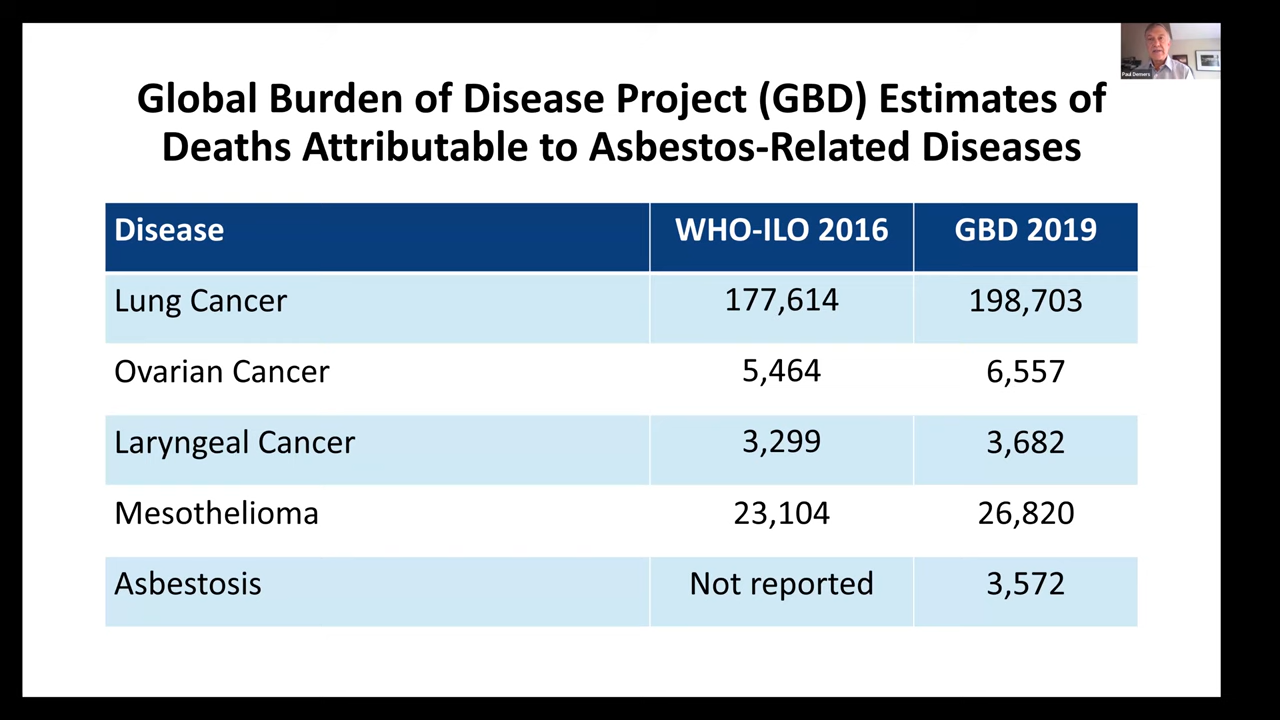 Paul Demers
Global Burden of Disease Project (GBD) Estimates of
Deaths Attributable to Asbestos-Related Diseases
Disease WHO-ILO 2016 GBD 2019
Lung Cancer 177,614 198,703
Ovarian Cancer 5,464 6,557
Laryngeal Cancer 3,299 3,682
Mesothelioma 23,104 26,820
Asbestosis Not reported 3,572